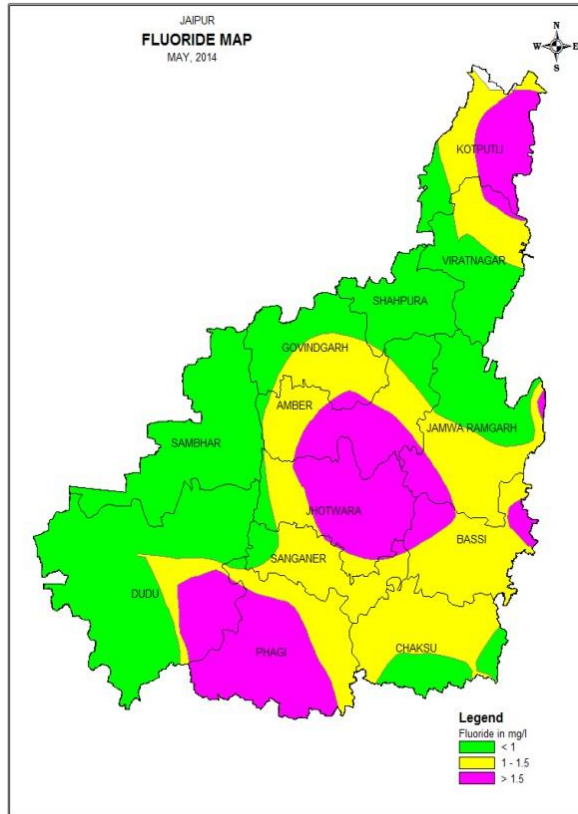 JAIPUR
FLUORIDE MAP
MAY, 2014
N
W E
S
KOTPUTLI
VIRATNAGAR
SHAHPURA
GOVINDGARH
AMBER
JAMWA RAMGARH
SAMBHAR
JHOTWARA
BASSI
SANGANER
DUDU
PHAGI
CHAKSU
Legend
Fluoride in mg/l
< 1
1 - 1.5
> 1.5